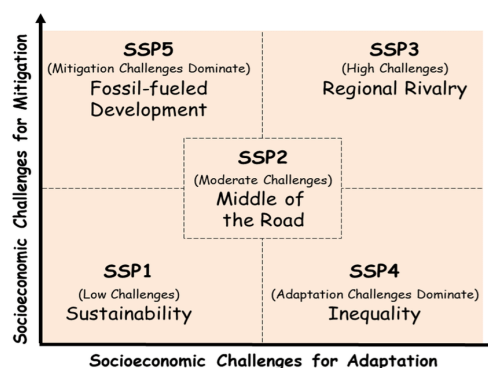 Socioeconomic Challenges for Mitigation
SSP5
(Mitigation Challenges Dominate)
Fossil-fueled
Development
SSP3
(High Challenges)
Regional Rivalry
SSP2
(Moderate Challenges)
Middle of
the Road
SSP1
(Low Challenges)
Sustainability
SSP4
(Adaptation Challenges Dominate)
Inequality
Socioeconomic Challenges for Adaptation